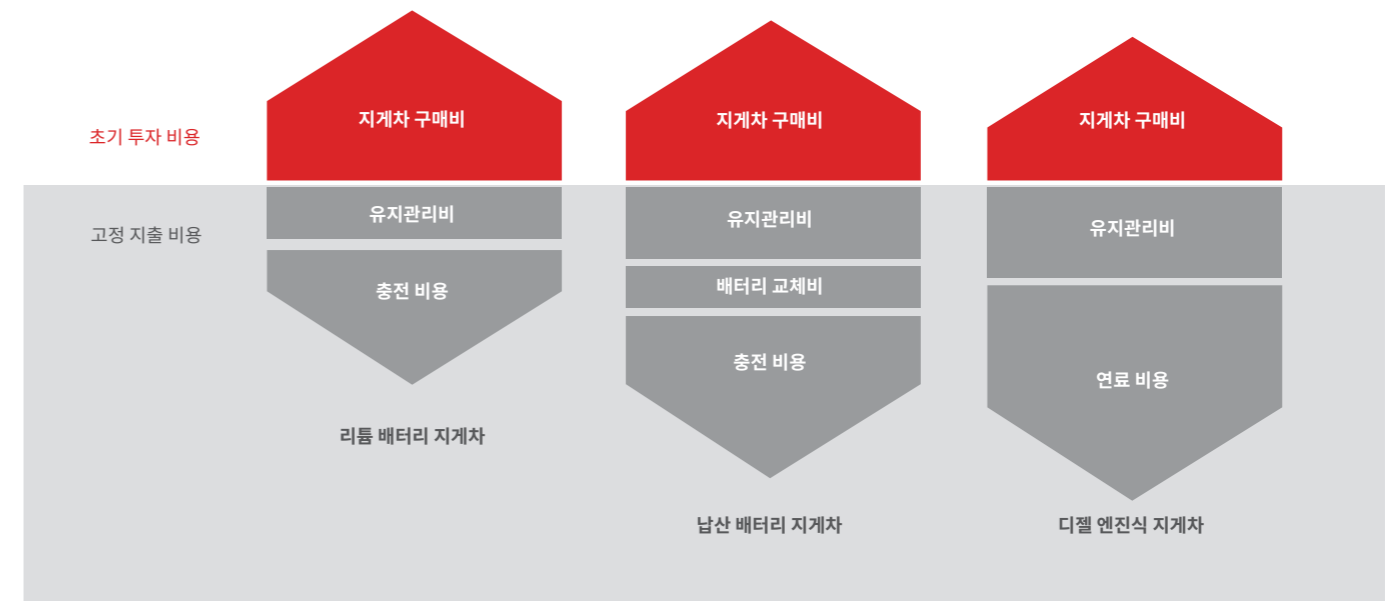 초기 투자 비용
지게차 구매비
지게차 구매비
지게차 구매비
고정 지출 비용
유지관리비
유지관리비
유지관리비
충전 비용
배터리 교체비
충전 비용
연료 비용
리튬 배터리 지게차
납산 배터리 지게차
디젤 엔진식 지게차